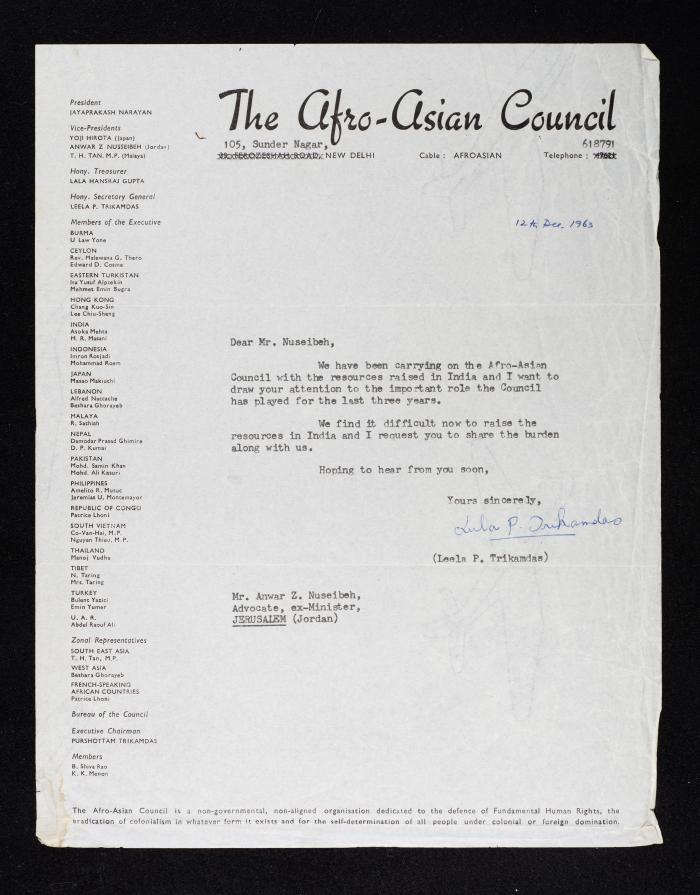 The Afro-Asian Council
105, Sunder Nagar,
618791
NEW DELHI Cable : AFROASIAN Telephone :
President
JAYAPRAKASH NARAYAN
Vice-Presidents
YOJI HIROTA (Japan)
ANWAR Z. NUSSEIBEH (Jordan)
T. H. TAN, M.P. (Malaya)
Hony. Treasurer
LALA HANSRAJ GUPTA
Hony. Secretary General
LEELA P. TRIKAMDAS
Members of the Executive
BURMA
U Law Yone
CEYLON
Rev. Malewana G. Thero
Edward D. Cosme
EASTERN TURKISTAN
Isa Yusuf Alptekin
Mehmet Emin Bugra
HONG KONG
Chang Kuo-Sin
Lee Chiu-Sheng
INDIA
Asoka Mehta
M. R. Masani
INDONESIA
Imron Rosjadi
Mohammad Roem
JAPAN
Masao Makiuchi
LEBANON
Alfred Naccache
Beshara Ghorayeb
MALAYA
R. Sathiah
NEPAL
Damodar Prasad Ghimire
D. P. Kumai
PAKISTAN
Mohd. Samin Khan
Mohd. Ali Kasuri
PHILIPPINES
Amelito R. Mutuc
Jeremias U. Montemayor
REPUBLIC OF CONGO
Patrice Lhoni
SOUTH VIETNAM
Co-Van-Hai, M.P.
Nguyen Thieu, M.P.
THAILAND
Manoj Vudha
TIBET
N. Taring
Mrs. Taring
TURKEY
Bulent Yazici
Emin Yumer
U. A. R.
Abdel Raouf Ali
Zonal Representatives
SOUTH EAST ASIA
T. H. Tan, M.P.
WEST ASIA
Beshara Ghorayeb
FRENCH-SPEAKING
AFRICAN COUNTRIES
Patrice Lhoni
Bureau of the Council
Executive Chairman
PURSHOTTAM TRIKAMDAS
Members
B. Shiva Rao
K. K. Menon
12th Dec. 1963
Dear Mr. Nuseibeh,
We have been carrying on the Afro-Asian
Council with the resources raised in India and I want to
draw your attention to the important role the Council
has played for the last three years.
We find it difficult now to raise the
resources in India and I request you to share the burden
along with us.
Hoping to hear from you soon,
Yours sincerely,
Leela P. Trikamdas
(Leela P. Trikamdas)
Mr. Anwar Z. Nuseibeh,
Advocate, ex-Minister,
JERUSALEM (Jordan)
The Afro-Asian Council is a non-governmental, non-aligned organisation dedicated to the defence of Fundamental Human Rights, the
eradication of colonialism in whatever form it exists and for the self-determination of all people under colonial or foreign domination.